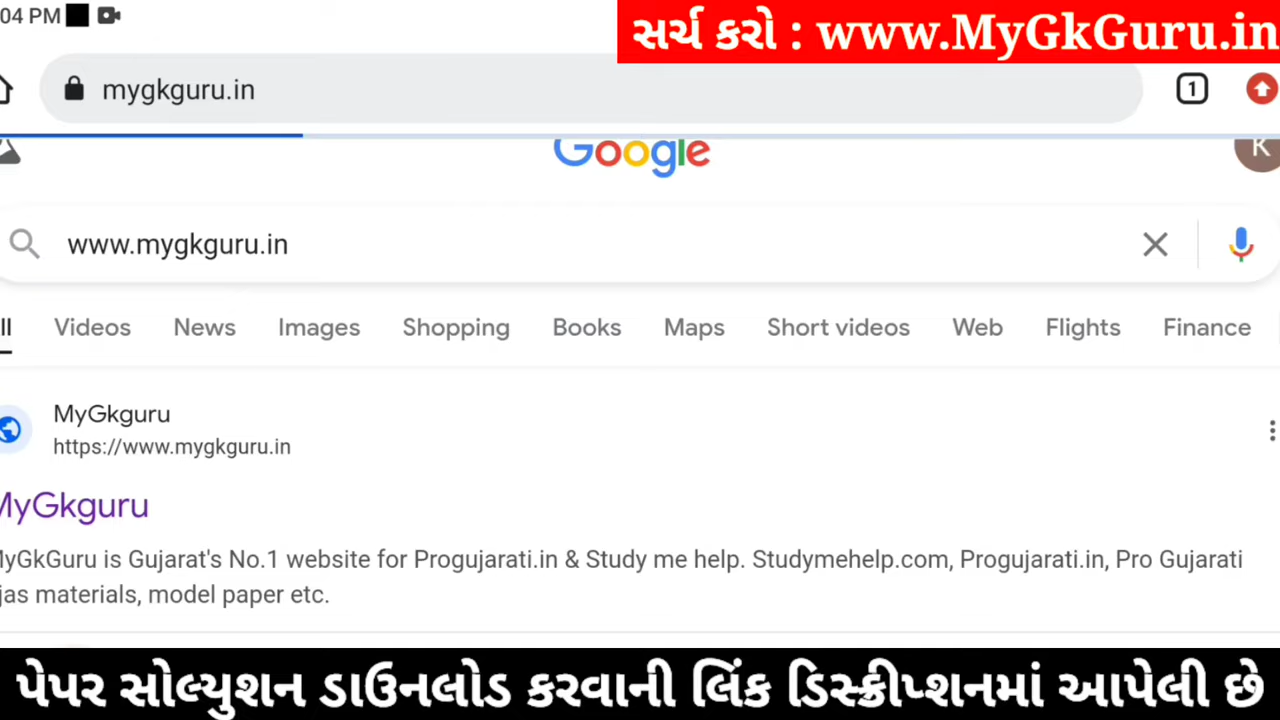 04 PM
સર્ચ કરો : www.MyGkGuru.in
mygkguru.in
1
Google
K
www.mygkguru.in
ll Videos News Images Shopping Books Maps Short videos Web Flights Finance
MyGkguru
https://www.mygkguru.in
MyGkguru
MyGkGuru is Gujarat's No.1 website for Progujarati.in & Study me help. Studymehelp.com, Progujarati.in, Pro Gujarati
jas materials, model paper etc.
પેપર સોલ્યુશન ડાઉનલોડ કરવાની લિંક ડિસ્ક્રીપ્શનમાં આપેલી છે